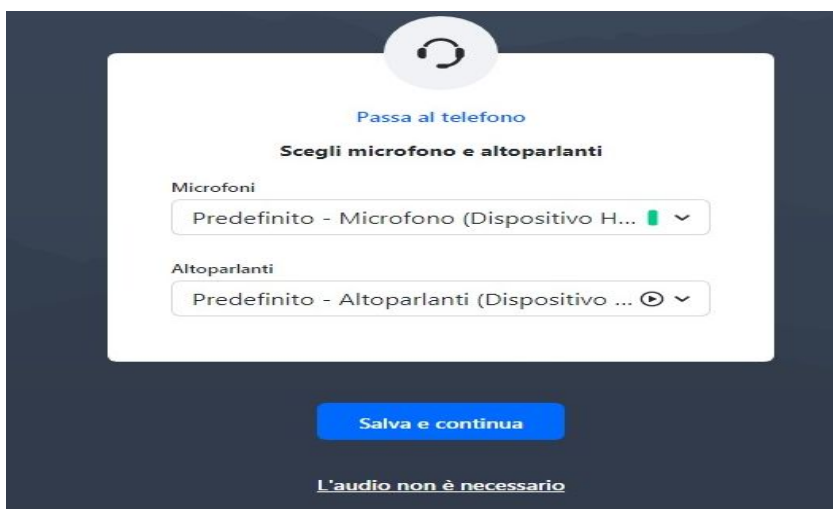 Passa al telefono
Scegli microfono e altoparlanti
Microfoni
Predefinito - Microfono (Dispositivo H...
Altoparlanti
Predefinito - Altoparlanti (Dispositivo ...
Salva e continua
L'audio non è necessario